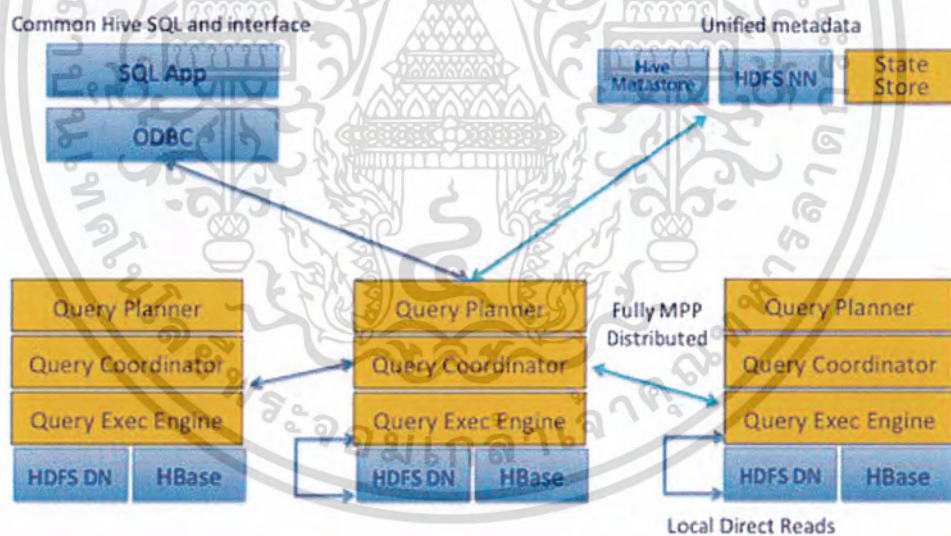 Common Hive SQL and interface
SQL App
ODBC
Unified metadata
Hive Metastore
HDFS NN
State Store
Query Planner
Query Coordinator
Query Exec Engine
HDFS DN
HBase
Query Planner
Query Coordinator
Query Exec Engine
HDFS DN
HBase
Fully MPP
Distributed
Query Planner
Query Coordinator
Query Exec Engine
HDFS DN
HBase
Local Direct Reads